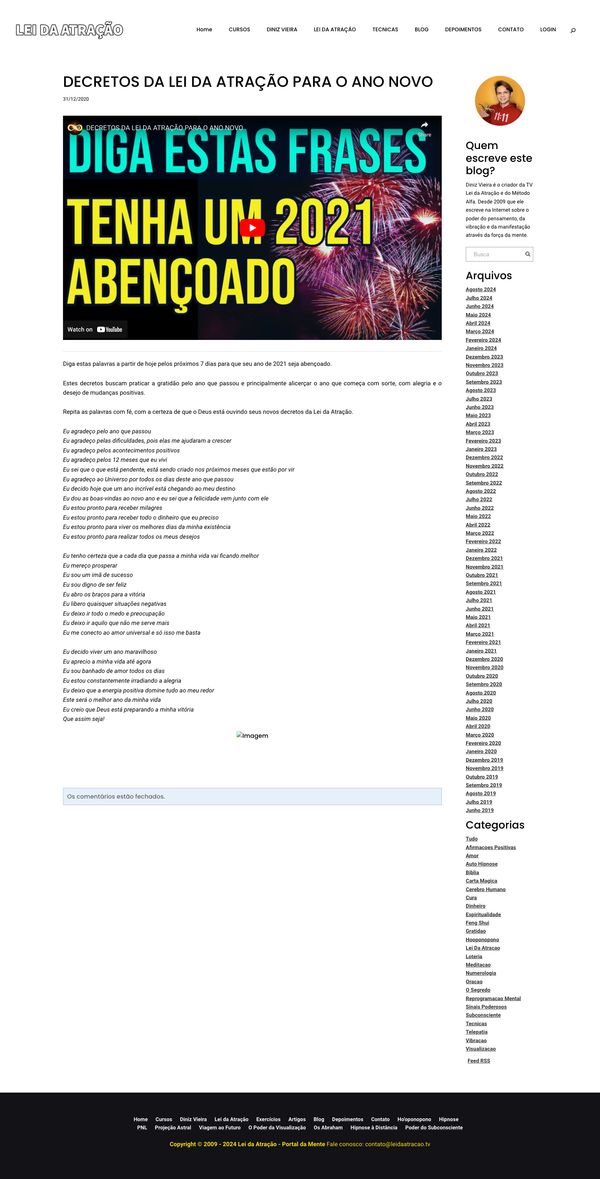 LEI DA ATRAÇÃO
Home CURSOS DINIZ VIEIRA LEI DA ATRAÇÃO TECNICAS BLOG DEPOIMENTOS CONTATO LOGIN
DECRETOS DA LEI DA ATRAÇÃO PARA O ANO NOVO
31/12/2020
DECRETOS DA LEI DA ATRAÇÃO PARA O ANO NOVO
Share
DIGA ESTAS FRASES
TENHA UM 2021
ABENÇOADO
Watch on YouTube
Diga estas palavras a partir de hoje pelos próximos 7 dias para que seu ano de 2021 seja abençoado.
Estes decretos buscam praticar a gratidão pelo ano que passou e principalmente alicerçar o ano que começa com sorte, com alegria e o
desejo de mudanças positivas.
Repita as palavras com fé, com a certeza de que o Deus está ouvindo seus novos decretos da Lei da Atração.
Eu agradeço pelo ano que passou
Eu agradeço pelas dificuldades, pois elas me ajudaram a crescer
Eu agradeço pelos acontecimentos positivos
Eu agradeço pelos 12 meses que eu vivi
Eu sei que o que está pendente, está sendo criado nos próximos meses que estão por vir
Eu agradeço ao Universo por todos os dias deste ano que passou
Eu decido hoje que um ano incrível está chegando ao meu destino
Eu dou as boas-vindas ao novo ano e eu sei que a felicidade vem junto com ele
Eu estou pronto para receber milagres
Eu estou pronto para receber todo o dinheiro que eu preciso
Eu estou pronto para viver os melhores dias da minha existência
Eu estou pronto para realizar todos os meus desejos
Eu tenho certeza que a cada dia que passa a minha vida vai ficando melhor
Eu mereço prosperar
Eu sou um imã de sucesso
Eu sou digno de ser feliz
Eu abro os braços para a vitória
Eu libero quaisquer situações negativas
Eu deixo ir todo o medo e preocupação
Eu deixo ir aquilo que não me serve mais
Eu me conecto ao amor universal e só isso me basta
Eu decido viver um ano maravilhoso
Eu aprecio a minha vida até agora
Eu sou banhado de amor todos os dias
Eu estou constantemente irradiando a alegria
Eu deixo que a energia positiva domine tudo ao meu redor
Este será o melhor ano da minha vida
Eu creio que Deus está preparando a minha vitória
Que assim seja!
Imagem
Os comentários estão fechados.
11:11
Quem
escreve este
blog?
Diniz Vieira é o criador da TV
Lei da Atração e do Método
Alfa. Desde 2009 que ele
escreve na Internet sobre o
poder do pensamento, da
vibração e da manifestação
através da força da mente.
Busca
Arquivos
Agosto 2024
Julho 2024
Junho 2024
Maio 2024
Abril 2024
Março 2024
Fevereiro 2024
Janeiro 2024
Dezembro 2023
Novembro 2023
Outubro 2023
Setembro 2023
Agosto 2023
Julho 2023
Junho 2023
Maio 2023
Abril 2023
Março 2023
Fevereiro 2023
Janeiro 2023
Dezembro 2022
Novembro 2022
Outubro 2022
Setembro 2022
Agosto 2022
Julho 2022
Junho 2022
Maio 2022
Abril 2022
Março 2022
Fevereiro 2022
Janeiro 2022
Dezembro 2021
Novembro 2021
Outubro 2021
Setembro 2021
Agosto 2021
Julho 2021
Junho 2021
Maio 2021
Abril 2021
Março 2021
Fevereiro 2021
Janeiro 2021
Dezembro 2020
Novembro 2020
Outubro 2020
Setembro 2020
Agosto 2020
Julho 2020
Junho 2020
Maio 2020
Abril 2020
Março 2020
Fevereiro 2020
Janeiro 2020
Dezembro 2019
Novembro 2019
Outubro 2019
Setembro 2019
Agosto 2019
Julho 2019
Junho 2019
Categorias
Tudo
Afirmacoes Positivas
Amor
Auto Hipnose
Biblia
Carta Magica
Cerebro Humano
Cura
Dinheiro
Espiritualidade
Feng Shui
Gratidao
Hooponopono
Lei Da Atracao
Loteria
Meditacao
Numerologia
Oracao
O Segredo
Reprogramacao Mental
Sinais Poderosos
Subconsciente
Tecnicas
Telepatia
Vibracao
Visualizacao
Feed RSS
Home Cursos Diniz Vieira Lei da Atração Exercícios Artigos Blog Depoimentos Contato Ho'oponopono Hipnose
PNL Projeção Astral Viagem ao Futuro O Poder da Visualização Os Abraham Hipnose à Distância Poder do Subconsciente
Copyright © 2009 - 2024 Lei da Atração - Portal da Mente Fale conosco: contato@leidaatracao.tv